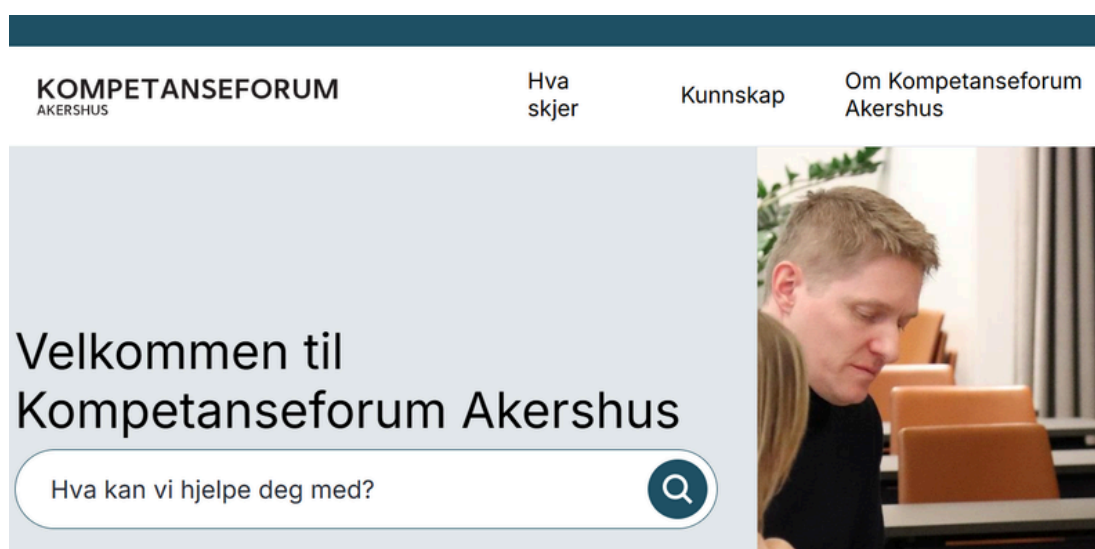 KOMPETANSEFORUM
AKERSHUS
Hva
skjer
Kunnskap
Om Kompetanseforum
Akershus
Velkommen til
Kompetanseforum Akershus
Hva kan vi hjelpe deg med?